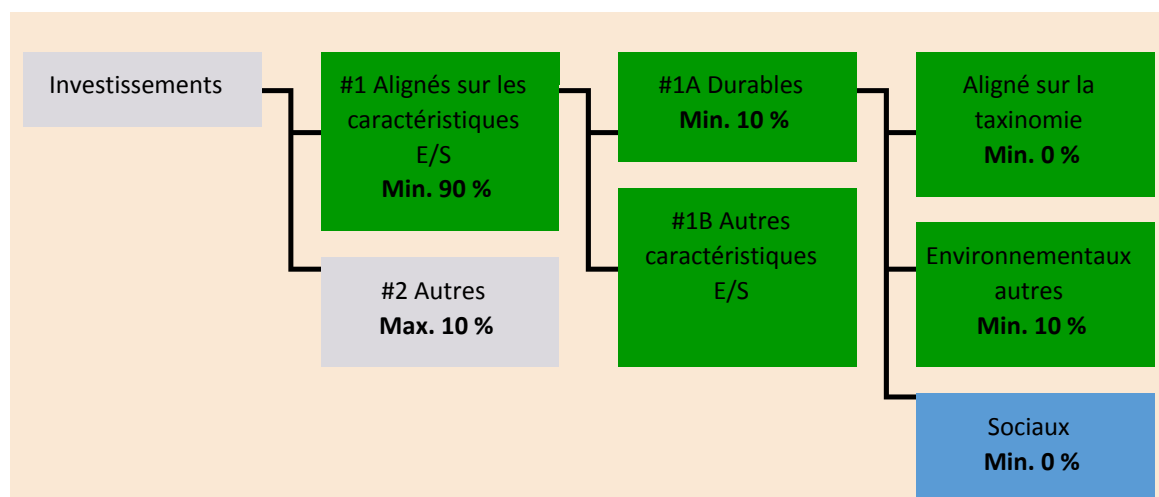 Investissements
#1 Alignés sur les
caractéristiques
E/S
Min. 90 %
#2 Autres
Max. 10 %
#1A Durables
Min. 10 %
#1B Autres
caractéristiques
E/S
Aligné sur la
taxinomie
Min. 0 %
Environnementaux
autres
Min. 10 %
Sociaux
Min. 0 %